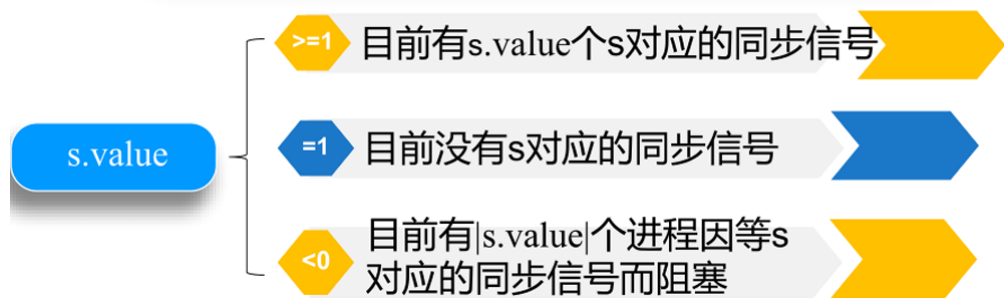 >=1
目前有s.value个s对应的同步信号
s.value
=1
目前没有s对应的同步信号
<0
目前有|s.value|个进程因等s
对应的同步信号而阻塞